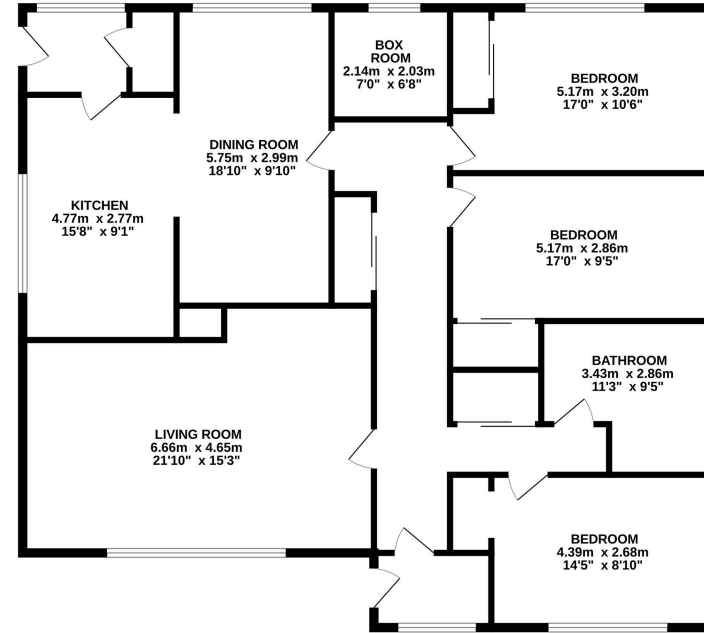 BOX
ROOM
2.14m x 2.03m
7'0" x 6'8"
BEDROOM
5.17m x 3.20m
17'0" x 10'6"
DINING ROOM
5.75m x 2.99m
18'10" x 9'10"
KITCHEN
4.77m x 2.77m
15'8" x 9'1"
BEDROOM
5.17m x 2.86m
17'0" x 9'5"
BATHROOM
3.43m x 2.86m
11'3" x 9'5"
LIVING ROOM
6.66m x 4.65m
21'10" x 15'3"
BEDROOM
4.39m x 2.68m
14'5" x 8'10"